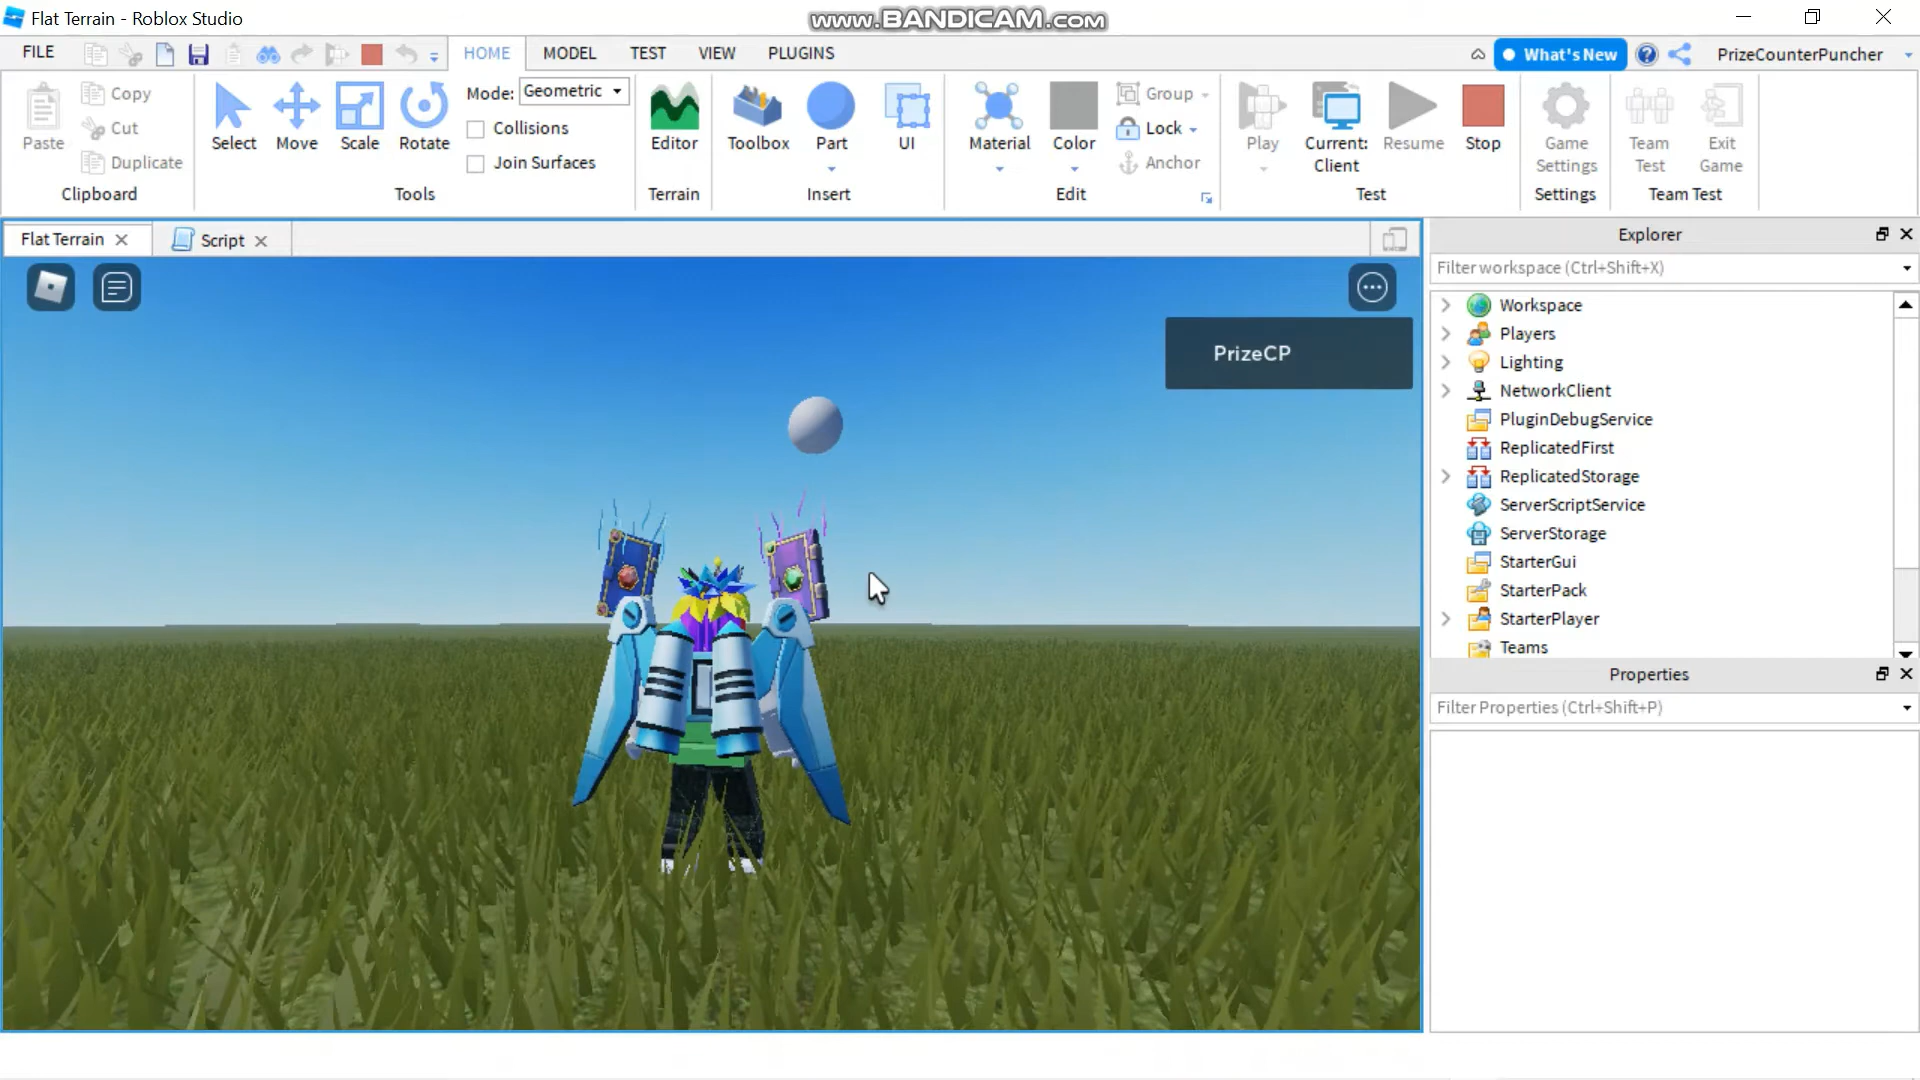 Flat Terrain - Roblox Studio
www.BANDICAM.com
FILE
HOME
MODEL
TEST
VIEW
PLUGINS
What's New
PrizeCounterPuncher
Paste
Copy
Cut
Duplicate
Clipboard
Select
Move
Scale
Rotate
Mode: Geometric
Collisions
Join Surfaces
Tools
Editor
Terrain
Toolbox
Part
UI
Insert
Material
Color
Group
Lock
Anchor
Edit
Play
Current:
Client
Resume
Stop
Test
Game
Settings
Settings
Team
Test
Exit
Game
Team Test
Flat Terrain
Script
PrizeCP
Explorer
Filter workspace (Ctrl+Shift+X)
Workspace
Players
Lighting
NetworkClient
PluginDebugService
ReplicatedFirst
ReplicatedStorage
ServerScriptService
ServerStorage
StarterGui
StarterPack
StarterPlayer
Teams
Properties
Filter Properties (Ctrl+Shift+P)